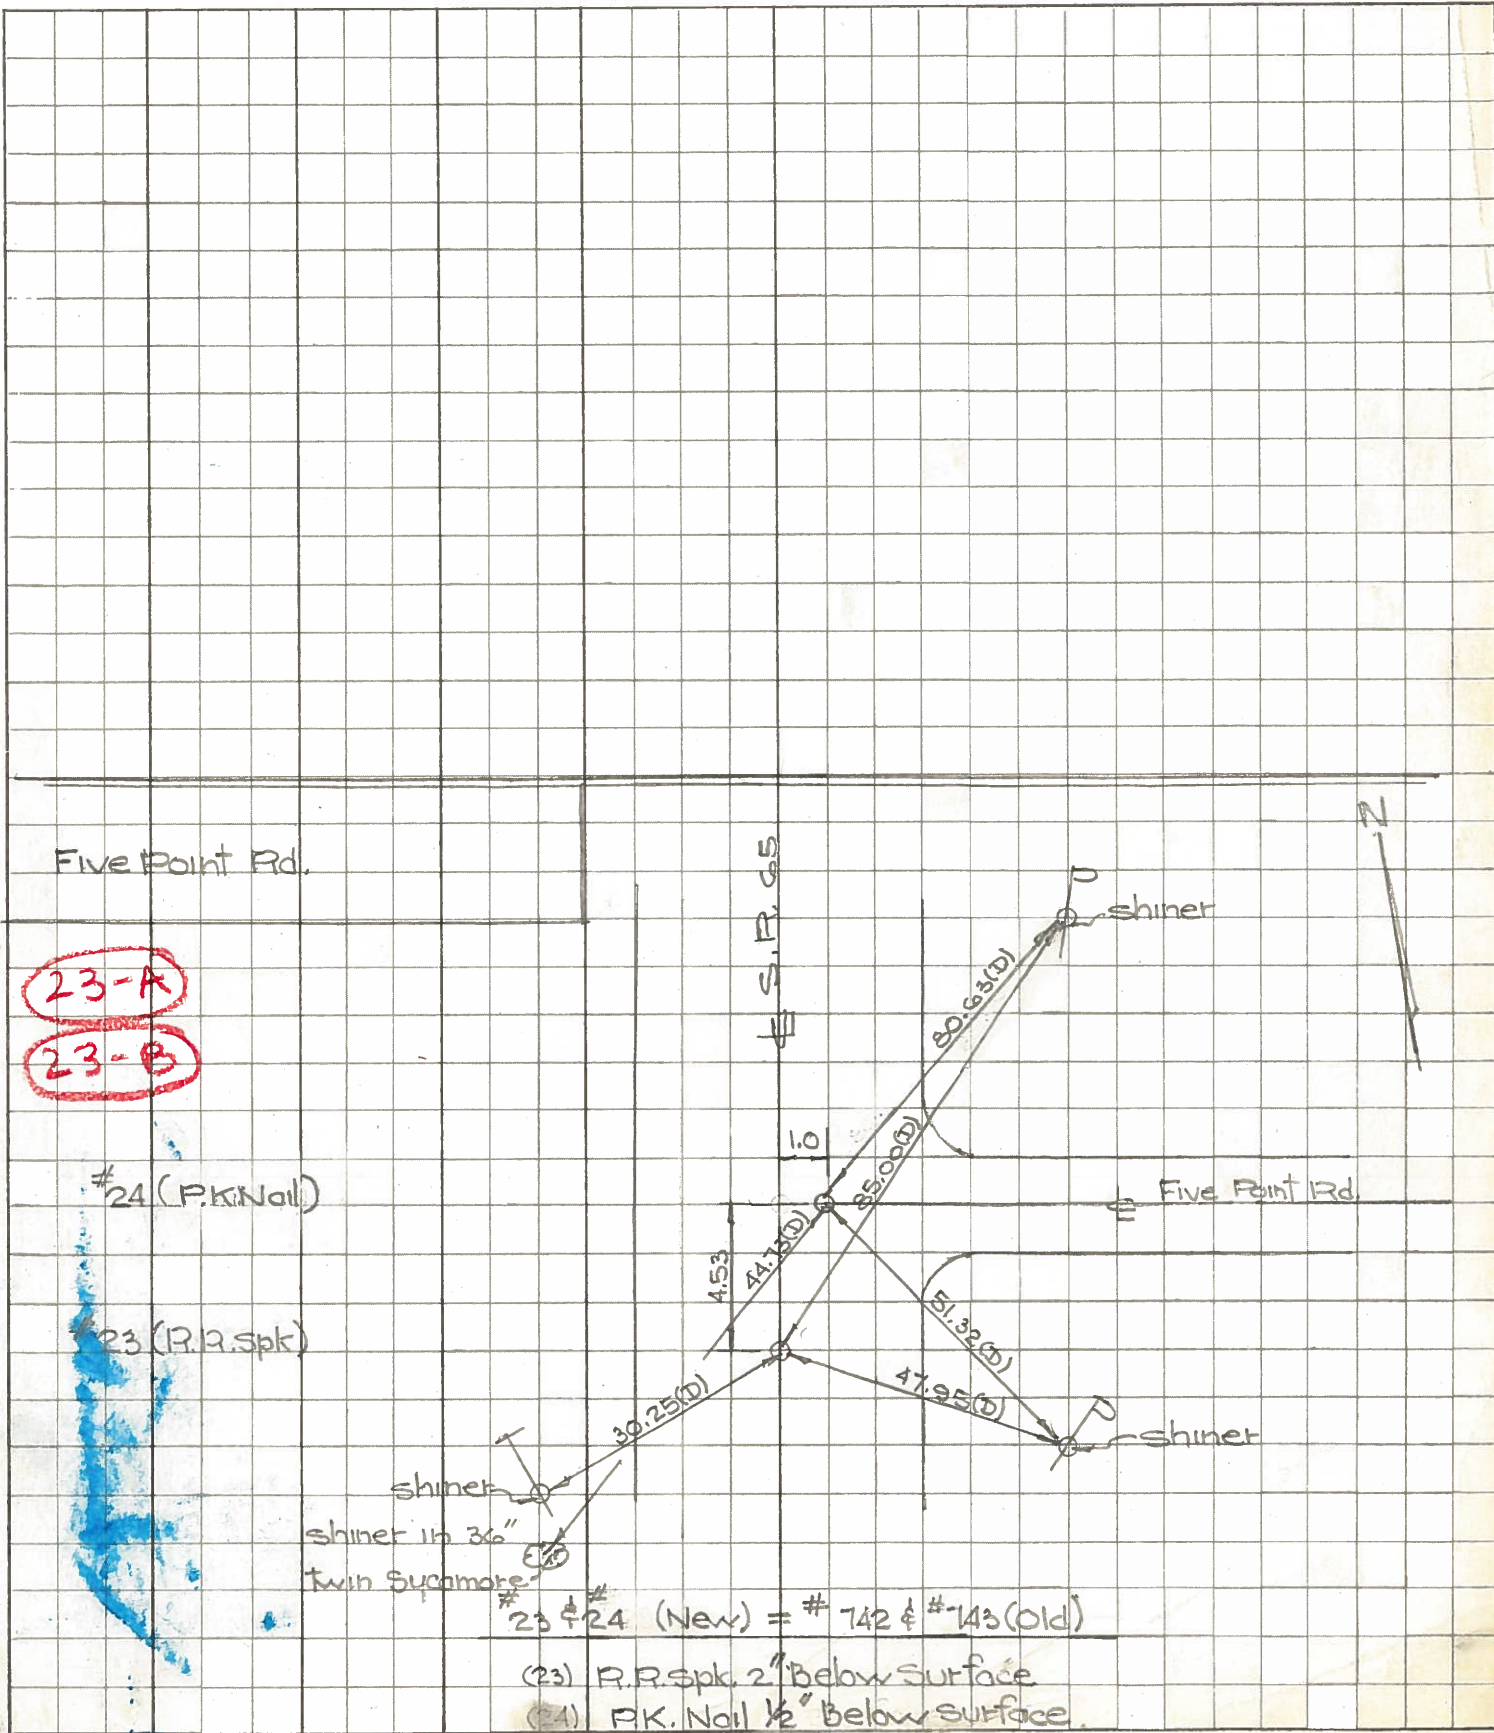 Five Point Rd.
N
℄ S.R. 65
shiner
23-A
23-B
80.63(D)
1.0
85.00(D)
#24 (P.K.Nail)
℄ Five Point Rd.
44.73(D)
4.53
51.32(D)
#23 (R.R.Spk)
47.95(D)
30.25(D)
shiner
shiner
shiner in 36"
twin Sycamore
#23 & #24 (New) = # 742 & #743 (Old)
(23) R.R.Spk. 2" Below Surface
(24) P.K. Nail 1/2" Below Surface.